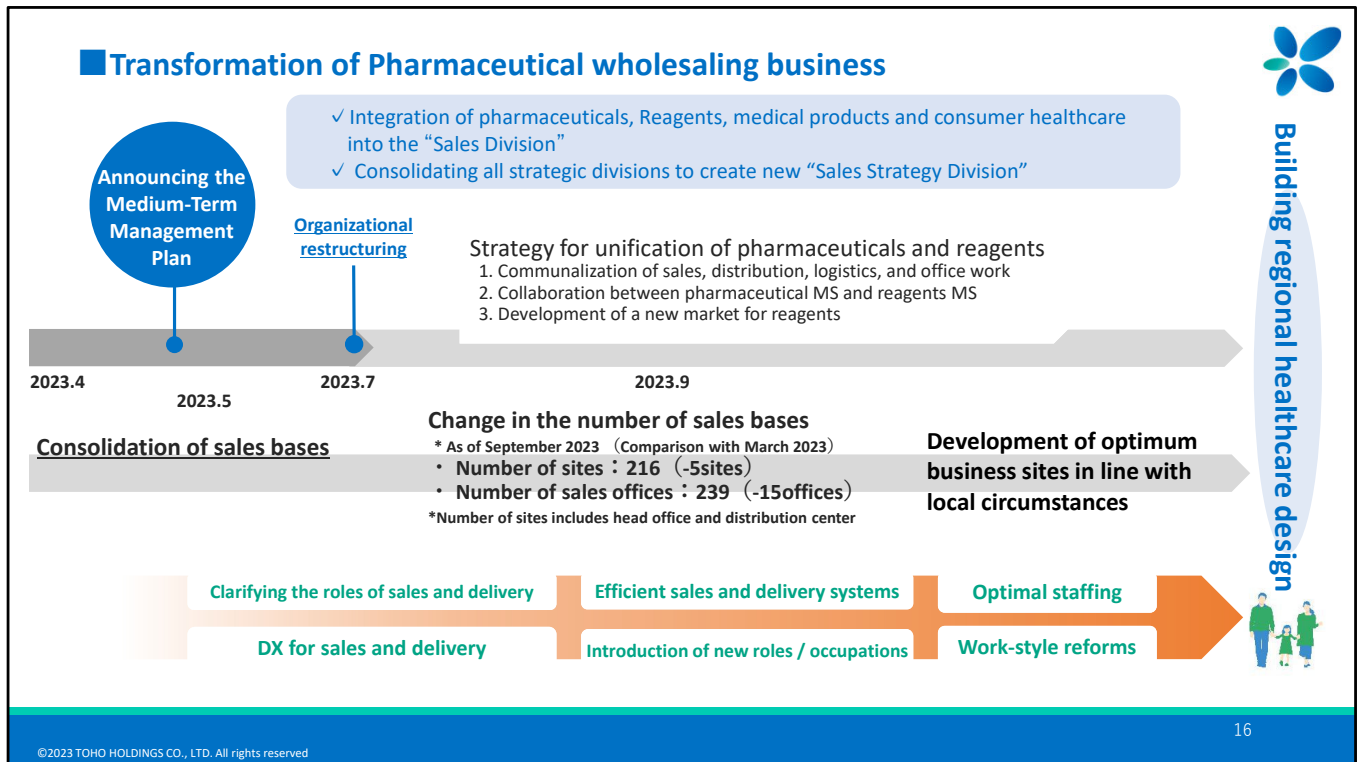 ■Transformation of Pharmaceutical wholesaling business
✓ Integration of pharmaceuticals, Reagents, medical products and consumer healthcare
into the “Sales Division”
✓ Consolidating all strategic divisions to create new “Sales Strategy Division”
Announcing the
Medium-Term
Management
Plan
Organizational
restructuring
Strategy for unification of pharmaceuticals and reagents
1. Communalization of sales, distribution, logistics, and office work
2. Collaboration between pharmaceutical MS and reagents MS
3. Development of a new market for reagents
2023.4
2023.5
2023.7
2023.9
Consolidation of sales bases
Change in the number of sales bases
* As of September 2023 （Comparison with March 2023）
・ Number of sites：216（-5sites）
・ Number of sales offices：239（-15offices）
*Number of sites includes head office and distribution center
Development of optimum
business sites in line with
local circumstances
Clarifying the roles of sales and delivery
Efficient sales and delivery systems
Optimal staffing
DX for sales and delivery
Introduction of new roles / occupations
Work-style reforms
Building regional healthcare design
16
©2023 TOHO HOLDINGS CO., LTD. All rights reserved